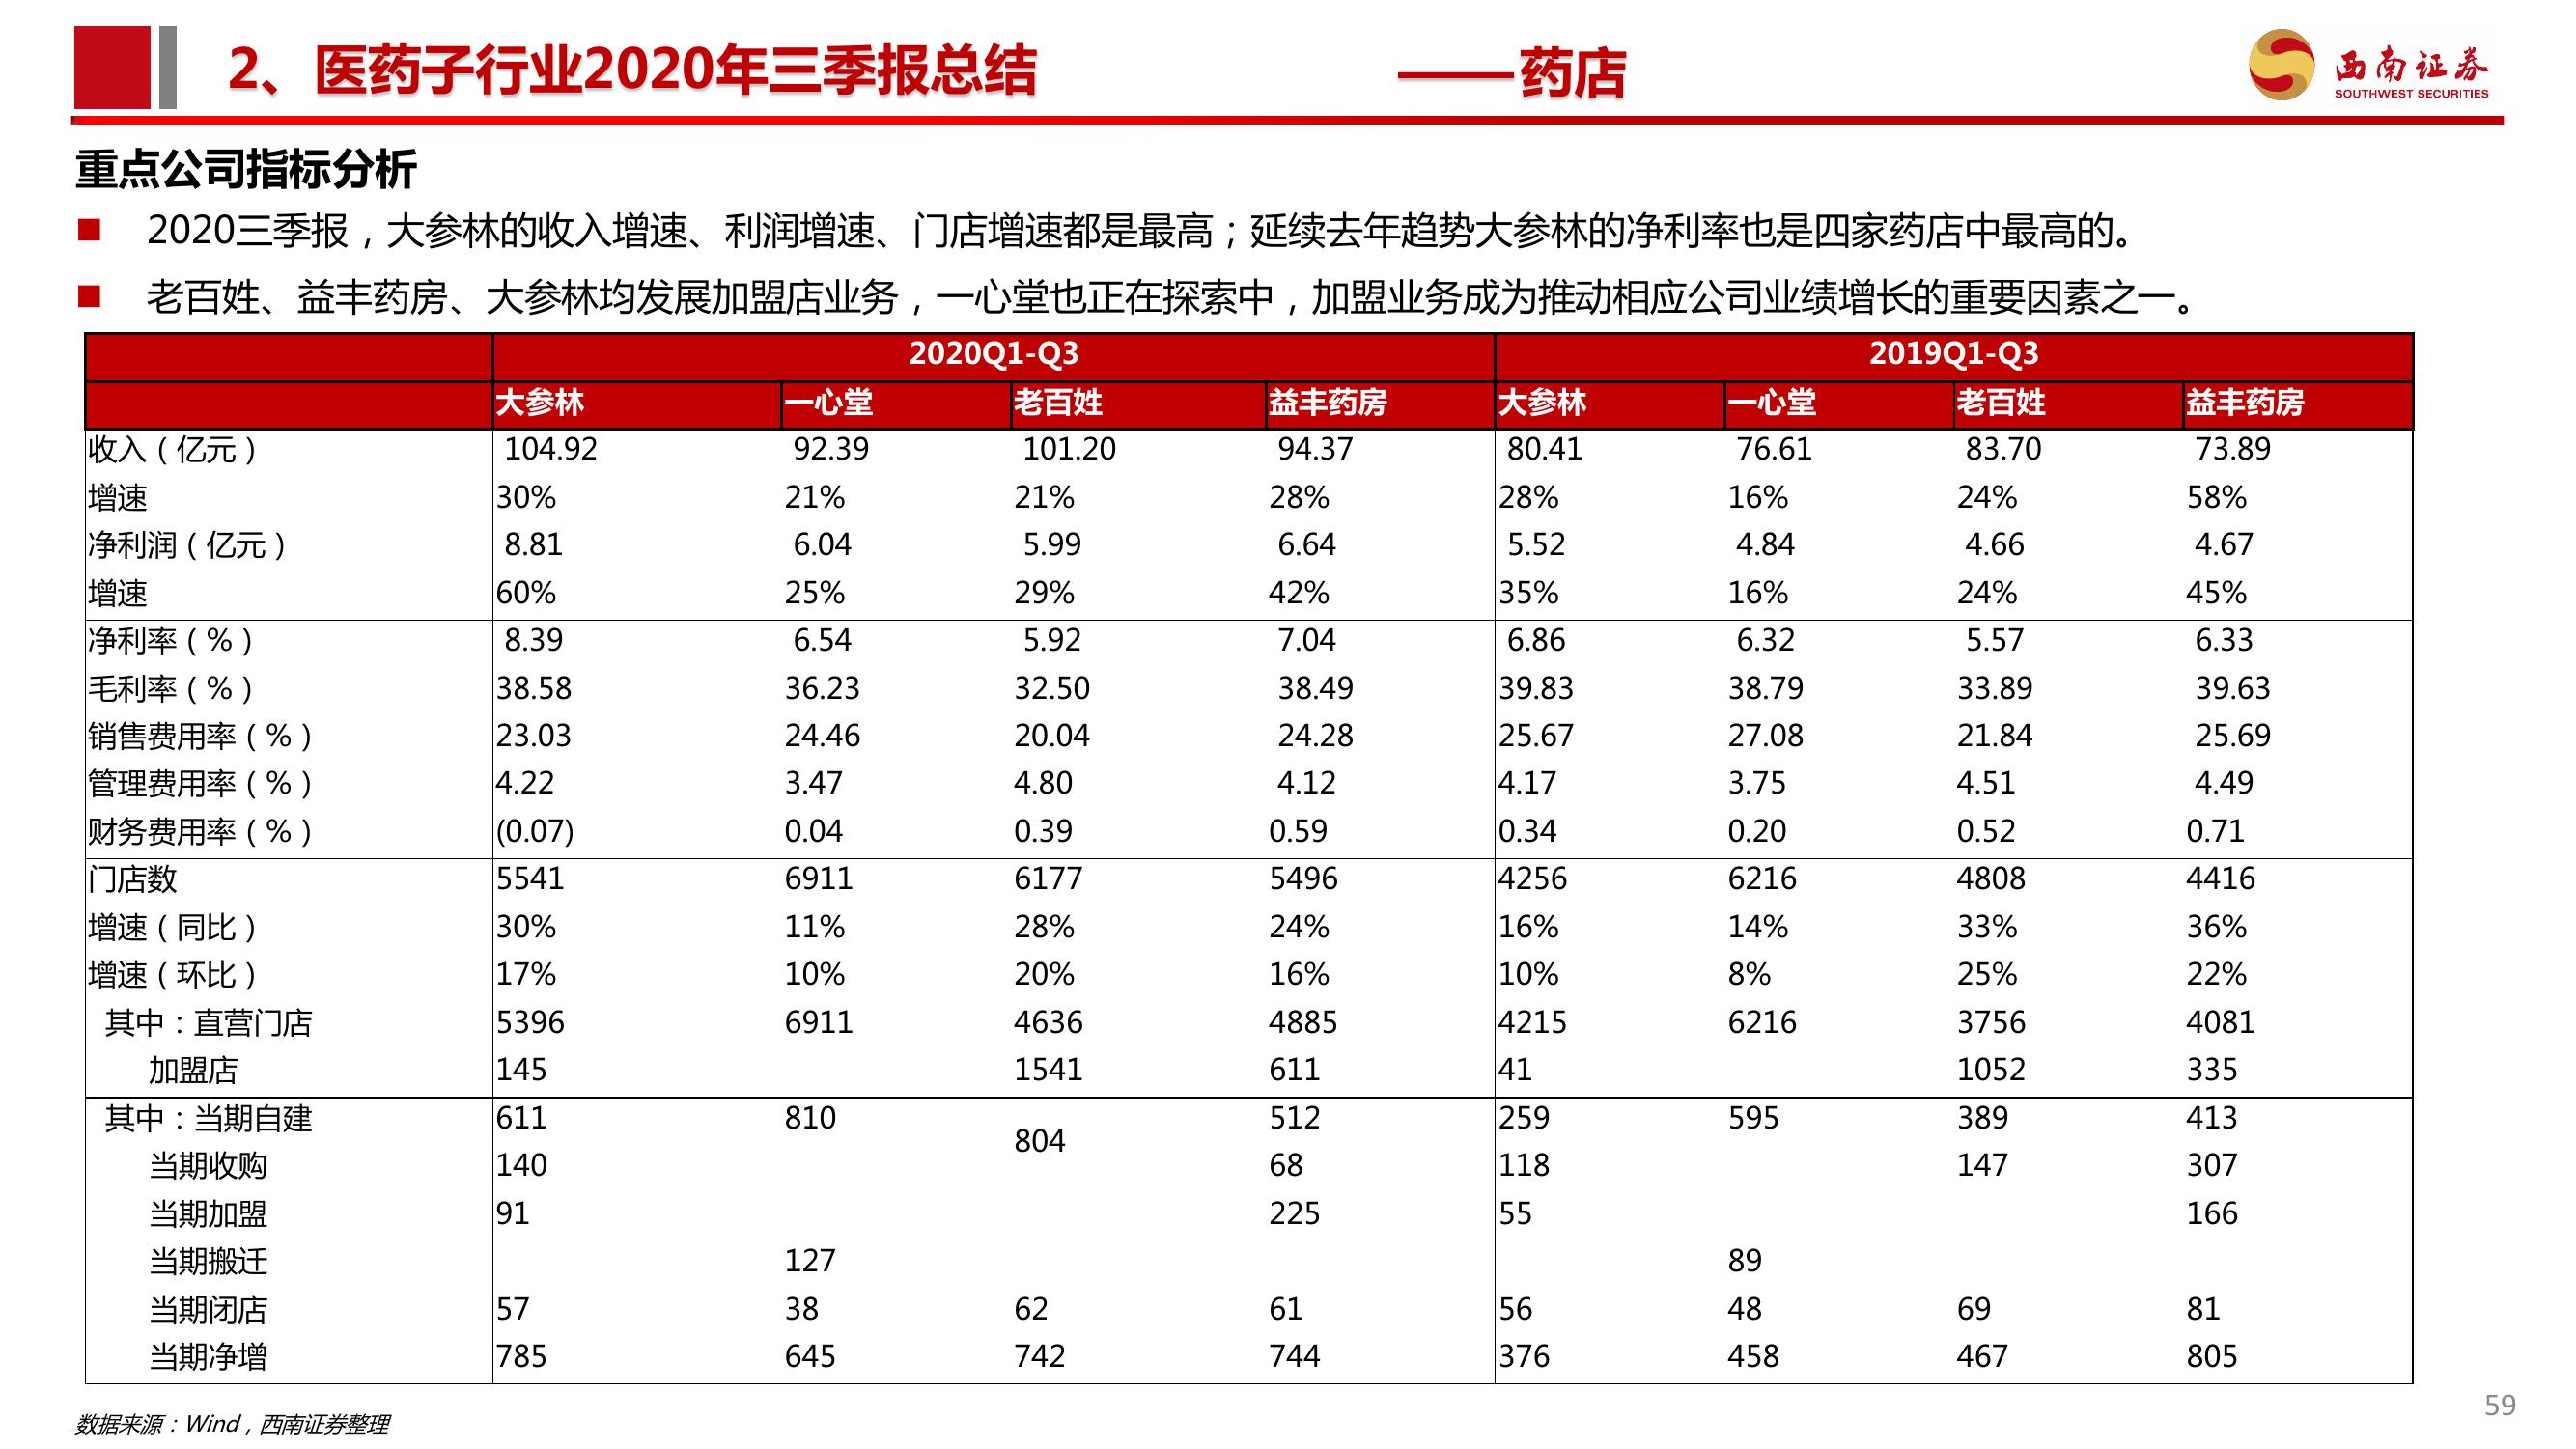 2、医药子行业2020年三季报总结 ——药店
西南证券
SOUTHWEST SECURITIES
重点公司指标分析
2020三季报，大参林的收入增速、利润增速、门店增速都是最高；延续去年趋势大参林的净利率也是四家药店中最高的。
老百姓、益丰药房、大参林均发展加盟店业务，一心堂也正在探索中，加盟业务成为推动相应公司业绩增长的重要因素之一。
2020Q1-Q3 2019Q1-Q3
大参林 一心堂 老百姓 益丰药房 大参林 一心堂 老百姓 益丰药房
收入（亿元） 104.92 92.39 101.20 94.37 80.41 76.61 83.70 73.89
增速 30% 21% 21% 28% 28% 16% 24% 58%
净利润（亿元） 8.81 6.04 5.99 6.64 5.52 4.84 4.66 4.67
增速 60% 25% 29% 42% 35% 16% 24% 45%
净利率（%） 8.39 6.54 5.92 7.04 6.86 6.32 5.57 6.33
毛利率（%） 38.58 36.23 32.50 38.49 39.83 38.79 33.89 39.63
销售费用率（%） 23.03 24.46 20.04 24.28 25.67 27.08 21.84 25.69
管理费用率（%） 4.22 3.47 4.80 4.12 4.17 3.75 4.51 4.49
财务费用率（%） (0.07) 0.04 0.39 0.59 0.34 0.20 0.52 0.71
门店数 5541 6911 6177 5496 4256 6216 4808 4416
增速（同比） 30% 11% 28% 24% 16% 14% 33% 36%
增速（环比） 17% 10% 20% 16% 10% 8% 25% 22%
其中：直营门店 5396 6911 4636 4885 4215 6216 3756 4081
加盟店 145 1541 611 41 1052 335
其中：当期自建 611 810 804 512 259 595 389 413
当期收购 140 68 118 147 307
当期加盟 91 225 55 166
当期搬迁 127 89
当期闭店 57 38 62 61 56 48 69 81
当期净增 785 645 742 744 376 458 467 805
数据来源：Wind，西南证券整理
59